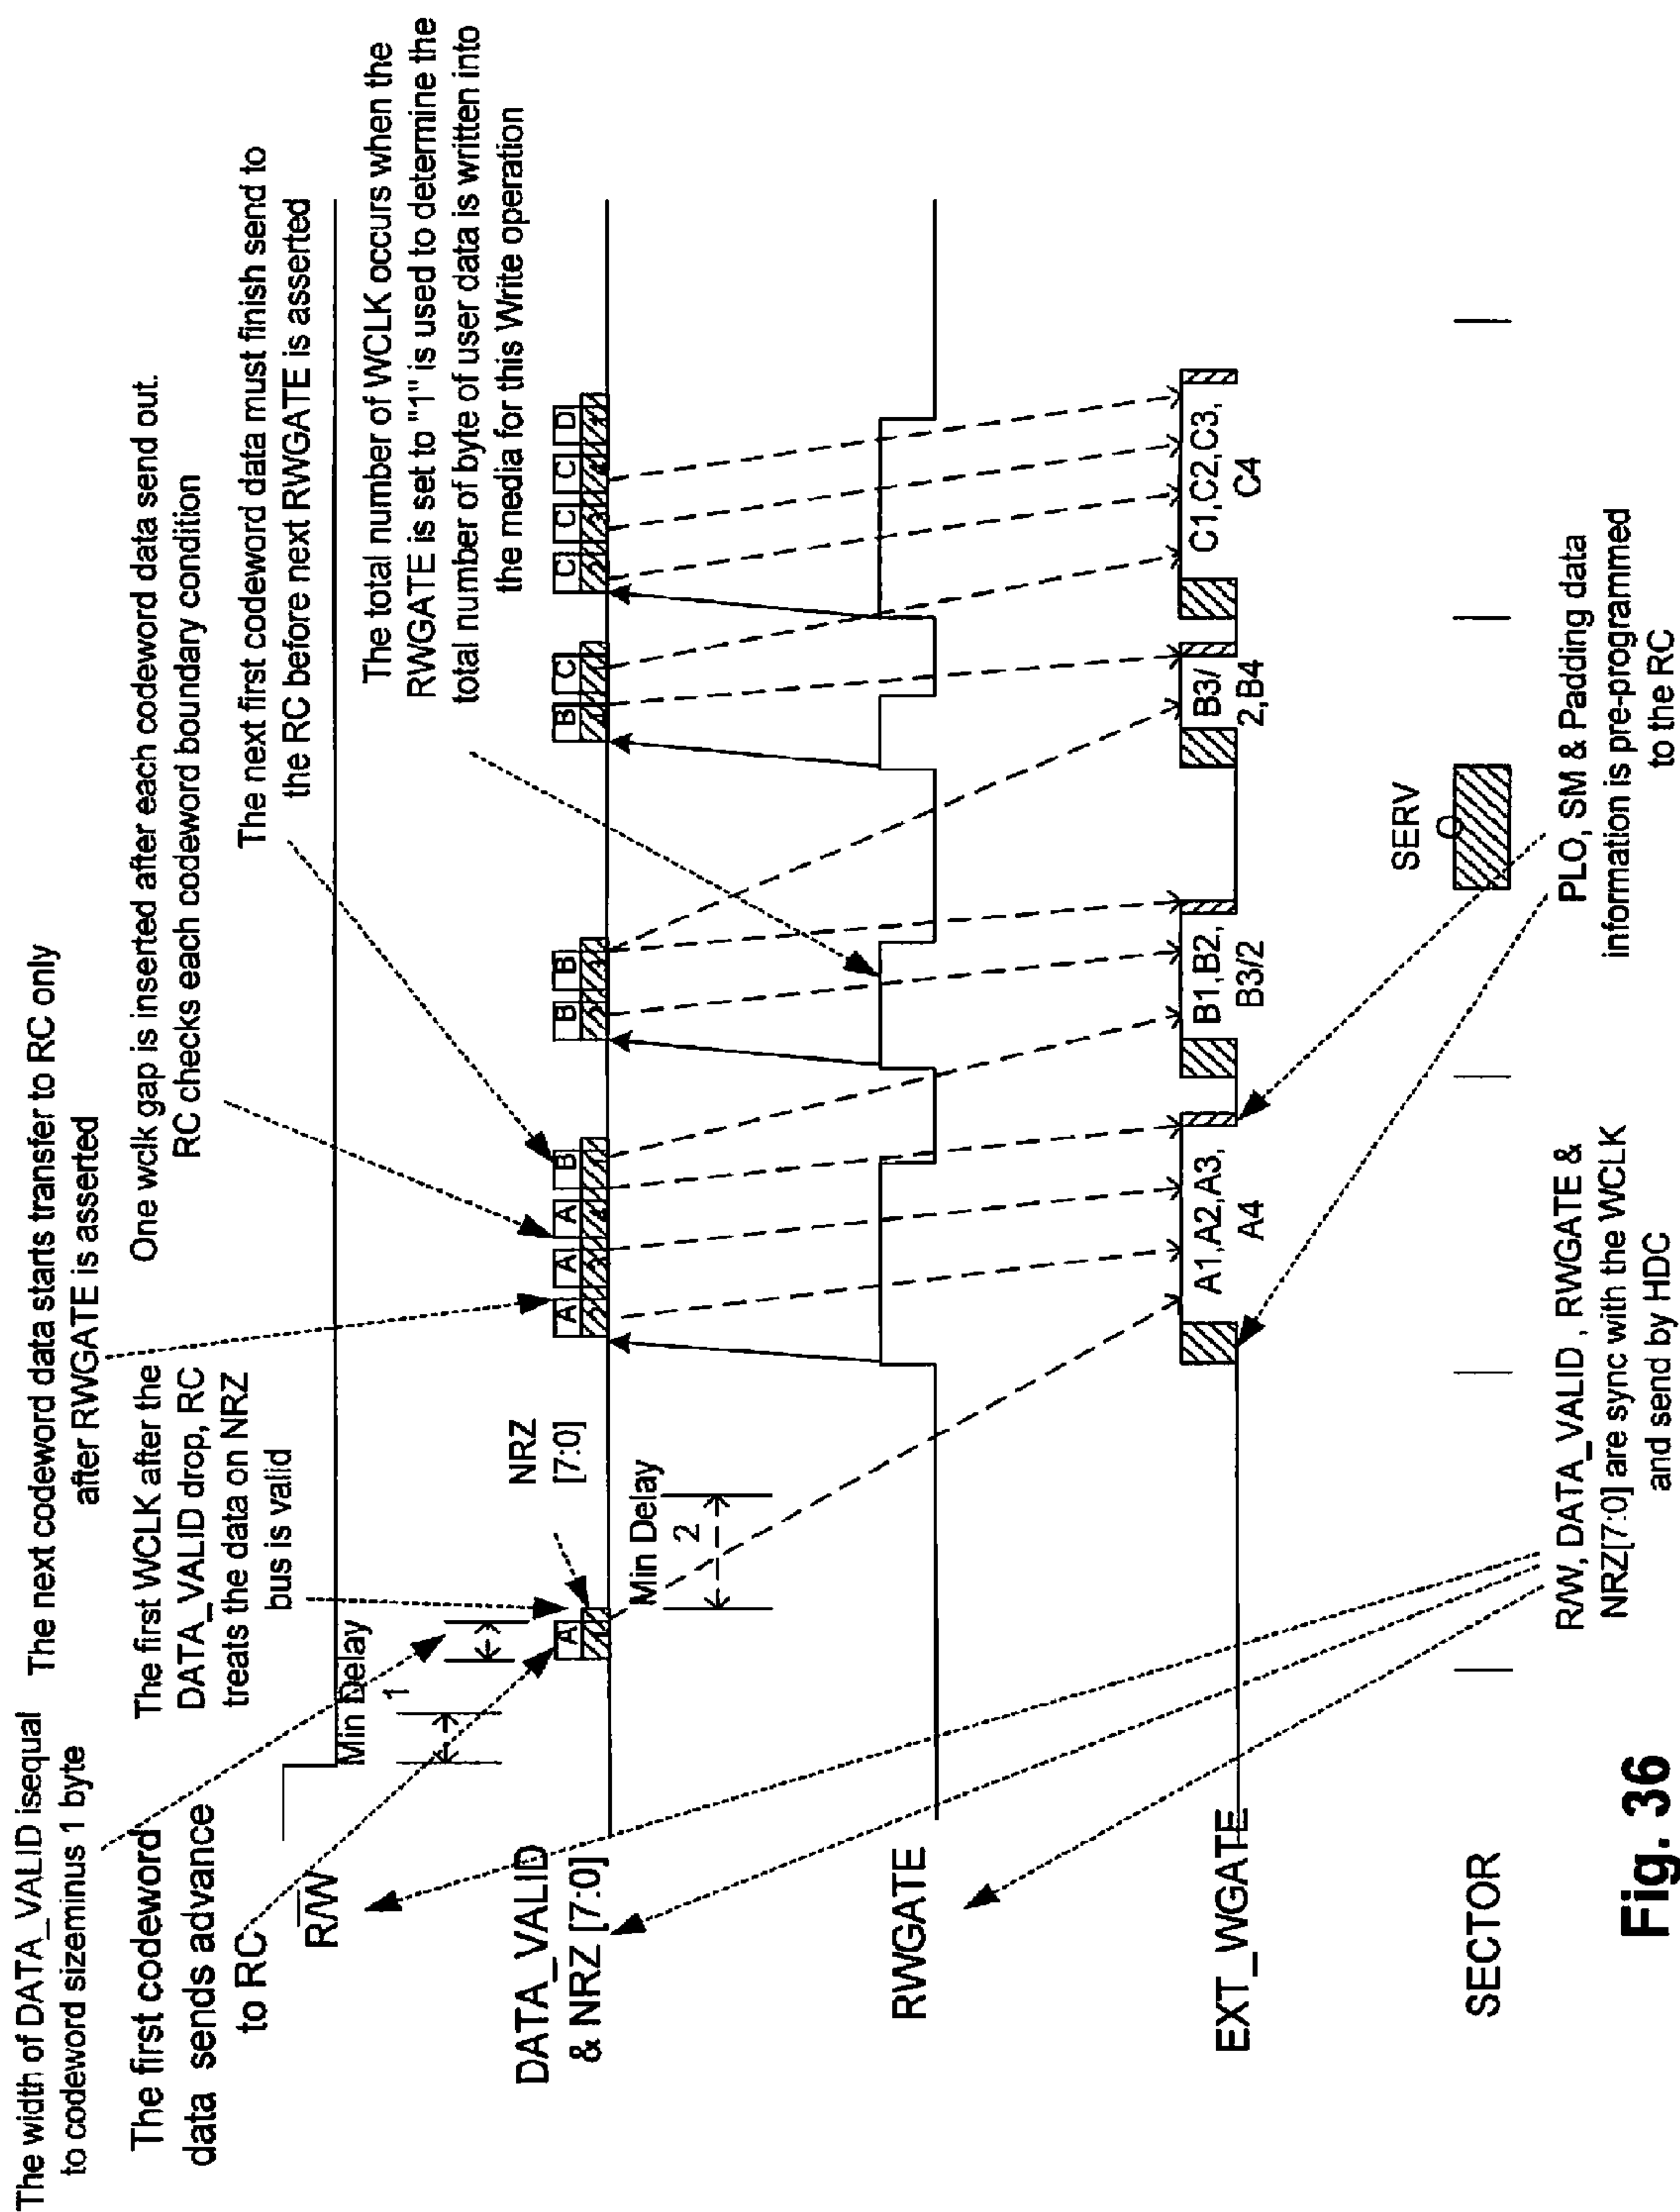 The width of DATA_VALID isequal
to codeword sizeminus 1 byte
The next codeword data starts transfer to RC only
after RWGATE is asserted
The first codeword
data sends advance
to RC
The first WCLK after the
DATA_VALID drop, RC
treats the data on NRZ
bus is valid
One wclk gap is inserted after each codeword data send out.
RC checks each codeword boundary condition
The next first codeword data must finish send to
the RC before next RWGATE is asserted
The total number of WCLK occurs when the
RWGATE is set to "1" is used to determine the
total number of byte of user data is written into
the media for this Write operation
R/W
Min Delay
1
NRZ
[7:0]
DATA_VALID
& NRZ [7:0]
A
A
A
A
B
B
B
B
C
C
C
C
D
Min Delay
2
RWGATE
EXT_WGATE
A1,A2,A3,
A4
B1,B2,
B3/2
B3/
2,B4
C1,C2,C3,
C4
SERV
O
SECTOR
R/W, DATA_VALID , RWGATE &
NRZ[7:0] are sync with the WCLK
and send by HDC
PLO, SM & Padding data
information is pre-programmed
to the RC
Fig. 36